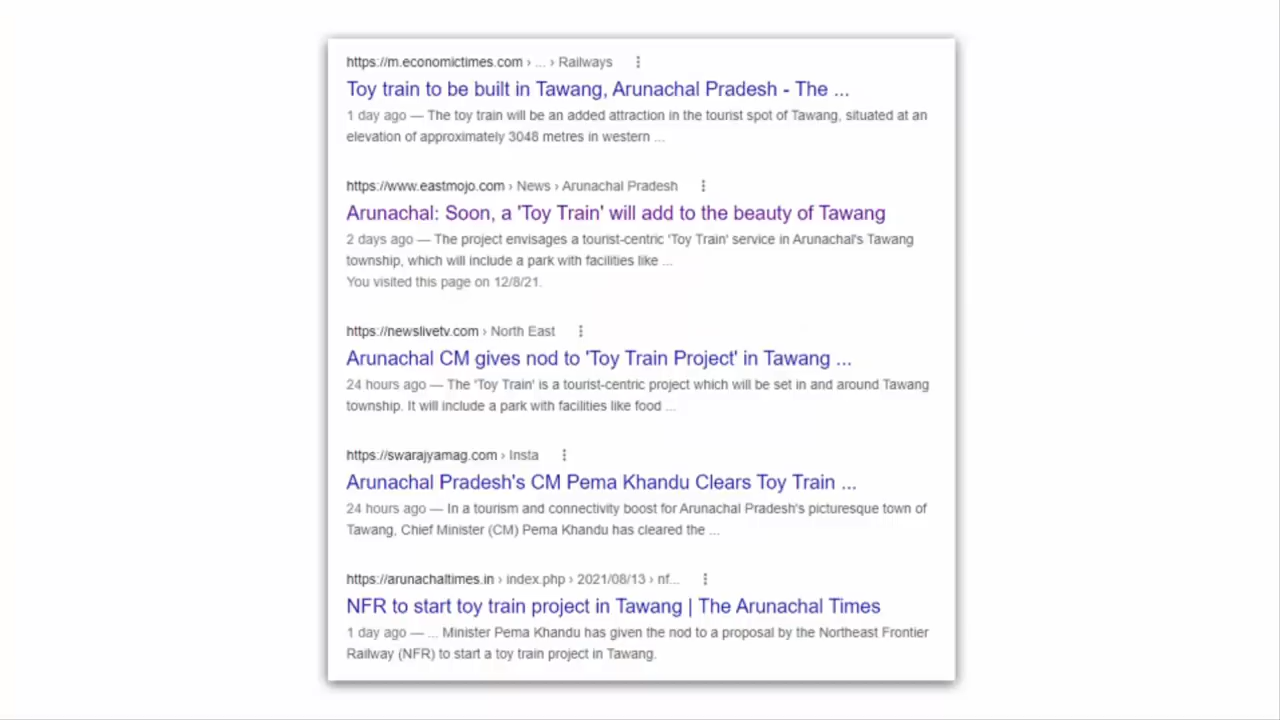 https://m.economictimes.com › ... › Railways
Toy train to be built in Tawang, Arunachal Pradesh - The ...
1 day ago — The toy train will be an added attraction in the tourist spot of Tawang, situated at an
elevation of approximately 3048 metres in western ...
https://www.eastmojo.com › News › Arunachal Pradesh
Arunachal: Soon, a 'Toy Train' will add to the beauty of Tawang
2 days ago — The project envisages a tourist-centric 'Toy Train' service in Arunachal's Tawang
township, which will include a park with facilities like ...
You visited this page on 12/8/21.
https://newslivetv.com › North East
Arunachal CM gives nod to 'Toy Train Project' in Tawang ...
24 hours ago — The 'Toy Train' is a tourist-centric project which will be set in and around Tawang
township. It will include a park with facilities like food ...
https://swarajyamag.com › Insta
Arunachal Pradesh's CM Pema Khandu Clears Toy Train ...
24 hours ago — In a tourism and connectivity boost for Arunachal Pradesh's picturesque town of
Tawang, Chief Minister (CM) Pema Khandu has cleared the ...
https://arunachaltimes.in › index.php › 2021/08/13 › nf...
NFR to start toy train project in Tawang | The Arunachal Times
1 day ago — ... Minister Pema Khandu has given the nod to a proposal by the Northeast Frontier
Railway (NFR) to start a toy train project in Tawang.